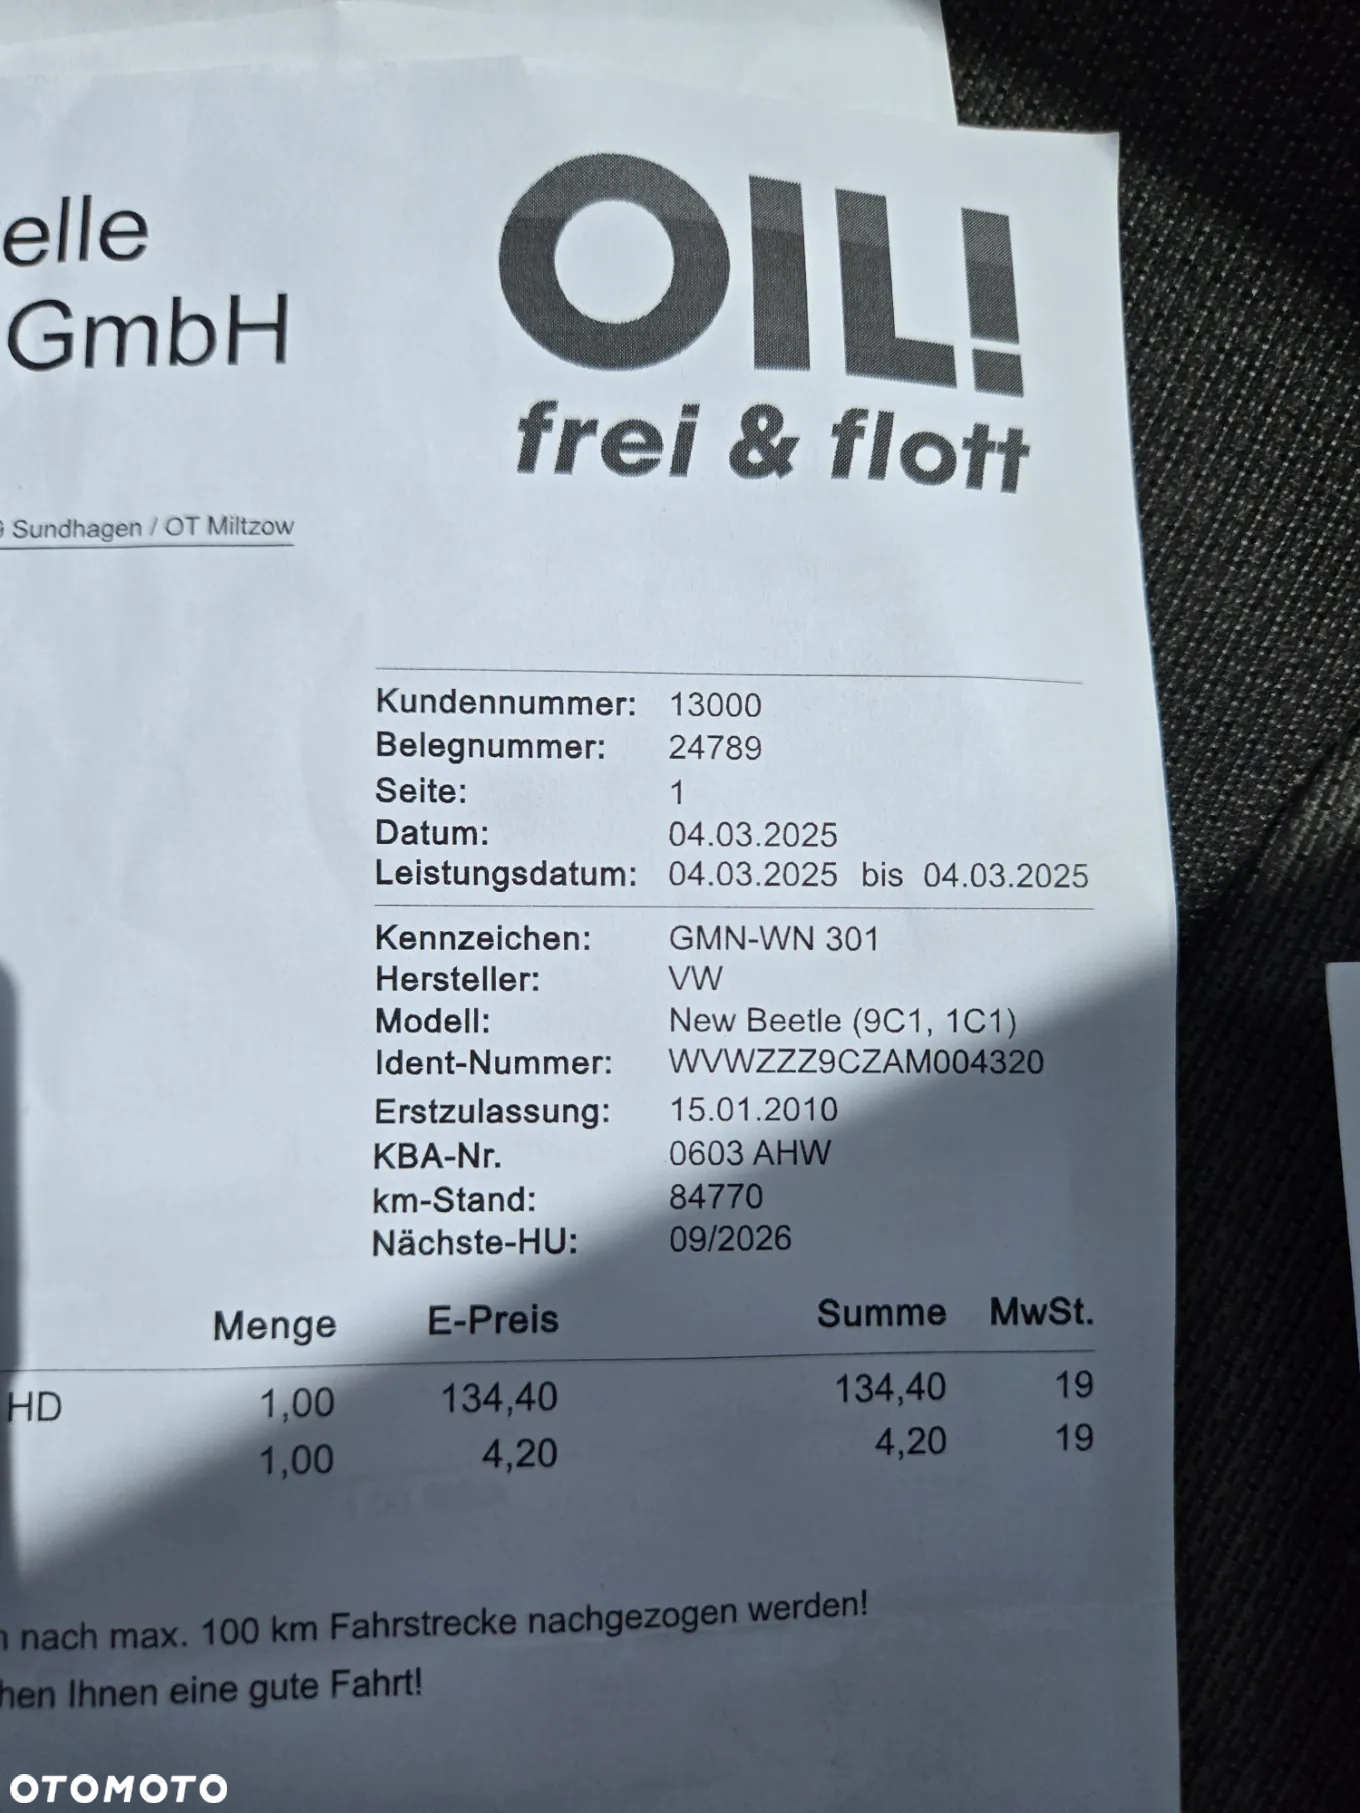 elle
GmbH
OIL!
frei & flott
Sundhagen / OT Miltzow
Kundennummer: 13000
Belegnummer: 24789
Seite: 1
Datum: 04.03.2025
Leistungsdatum: 04.03.2025 bis 04.03.2025
Kennzeichen: GMN-WN 301
Hersteller: VW
Modell: New Beetle (9C1, 1C1)
Ident-Nummer: WVWZZZ9CZAM004320
Erstzulassung: 15.01.2010
KBA-Nr. 0603 AHW
km-Stand: 84770
Nächste-HU: 09/2026
Menge E-Preis Summe MwSt.
HD 1,00 134,40 134,40 19
1,00 4,20 4,20 19
nach max. 100 km Fahrstrecke nachgezogen werden!
hen Ihnen eine gute Fahrt!
OTOMOTO